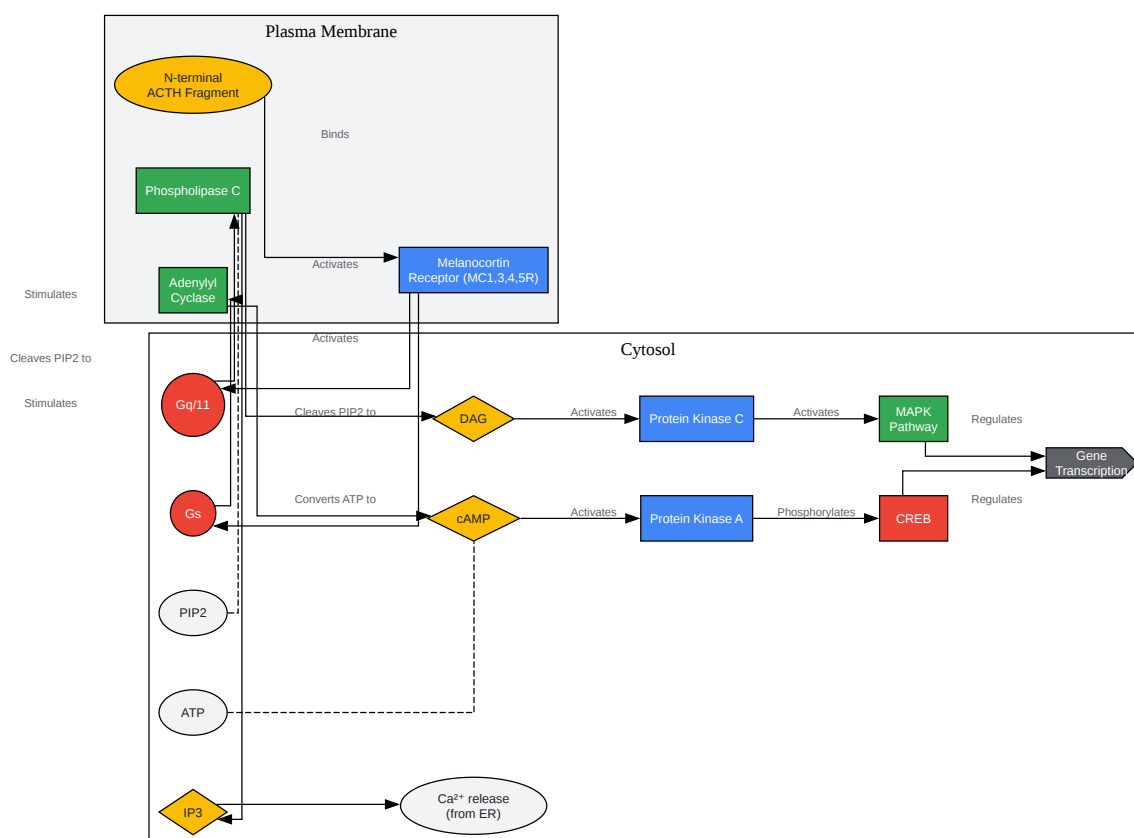 Plasma Membrane
N-terminal
ACTH Fragment
Binds
Phospholipase C
Activates
Melanocortin
Receptor (MC1,3,4,5R)
Adenylyl
Cyclase
Stimulates
Activates
Cytosol
Cleaves PIP2 to
Stimulates
Gq/11
Cleaves PIP2 to
DAG
Activates
Protein Kinase C
Activates
MAPK
Pathway
Regulates
Gene
Transcription
Gs
Converts ATP to
cAMP
Activates
Protein Kinase A
Phosphorylates
CREB
Regulates
PIP2
ATP
IP3
Ca²⁺ release
(from ER)